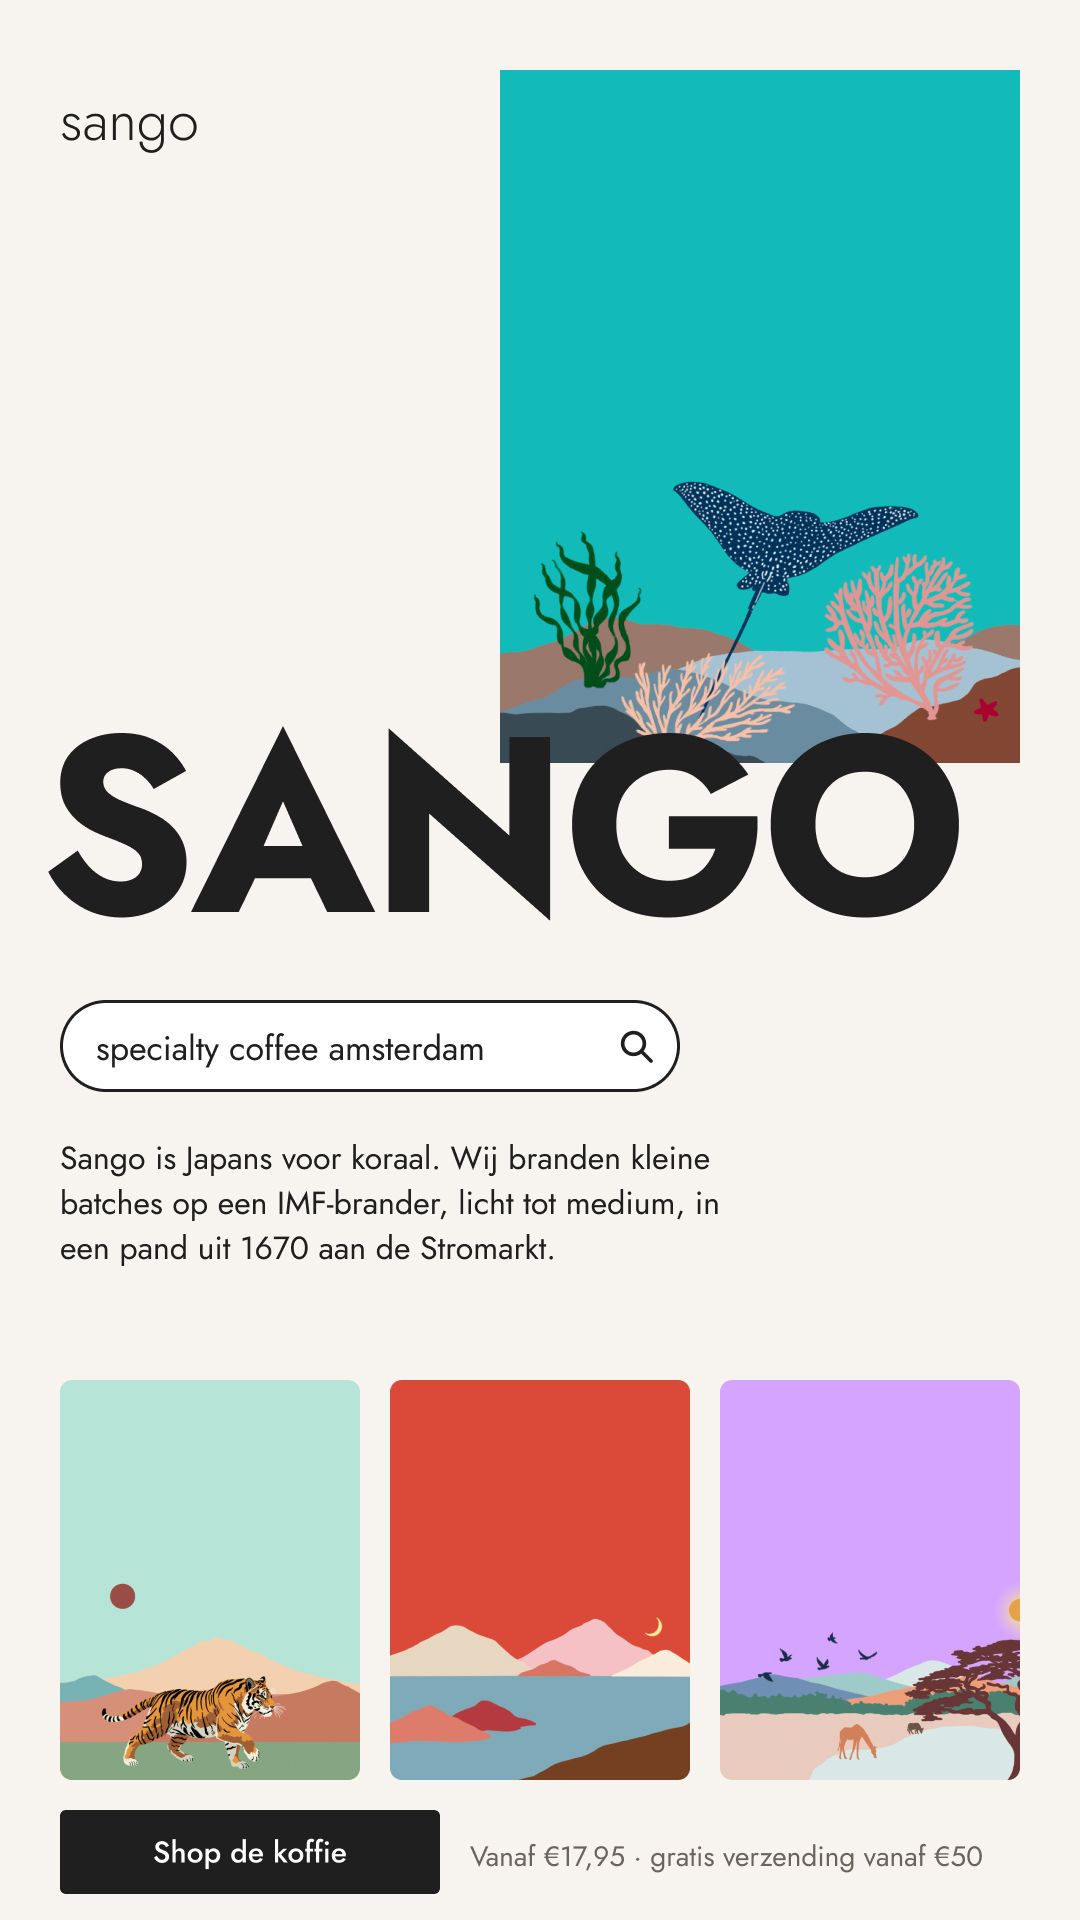 sango
SANGO
specialty coffee amsterdam
Sango is Japans voor koraal. Wij branden kleine
batches op een IMF-brander, licht tot medium, in
een pand uit 1670 aan de Stromarkt.
Shop de koffie
Vanaf €17,95 · gratis verzending vanaf €50